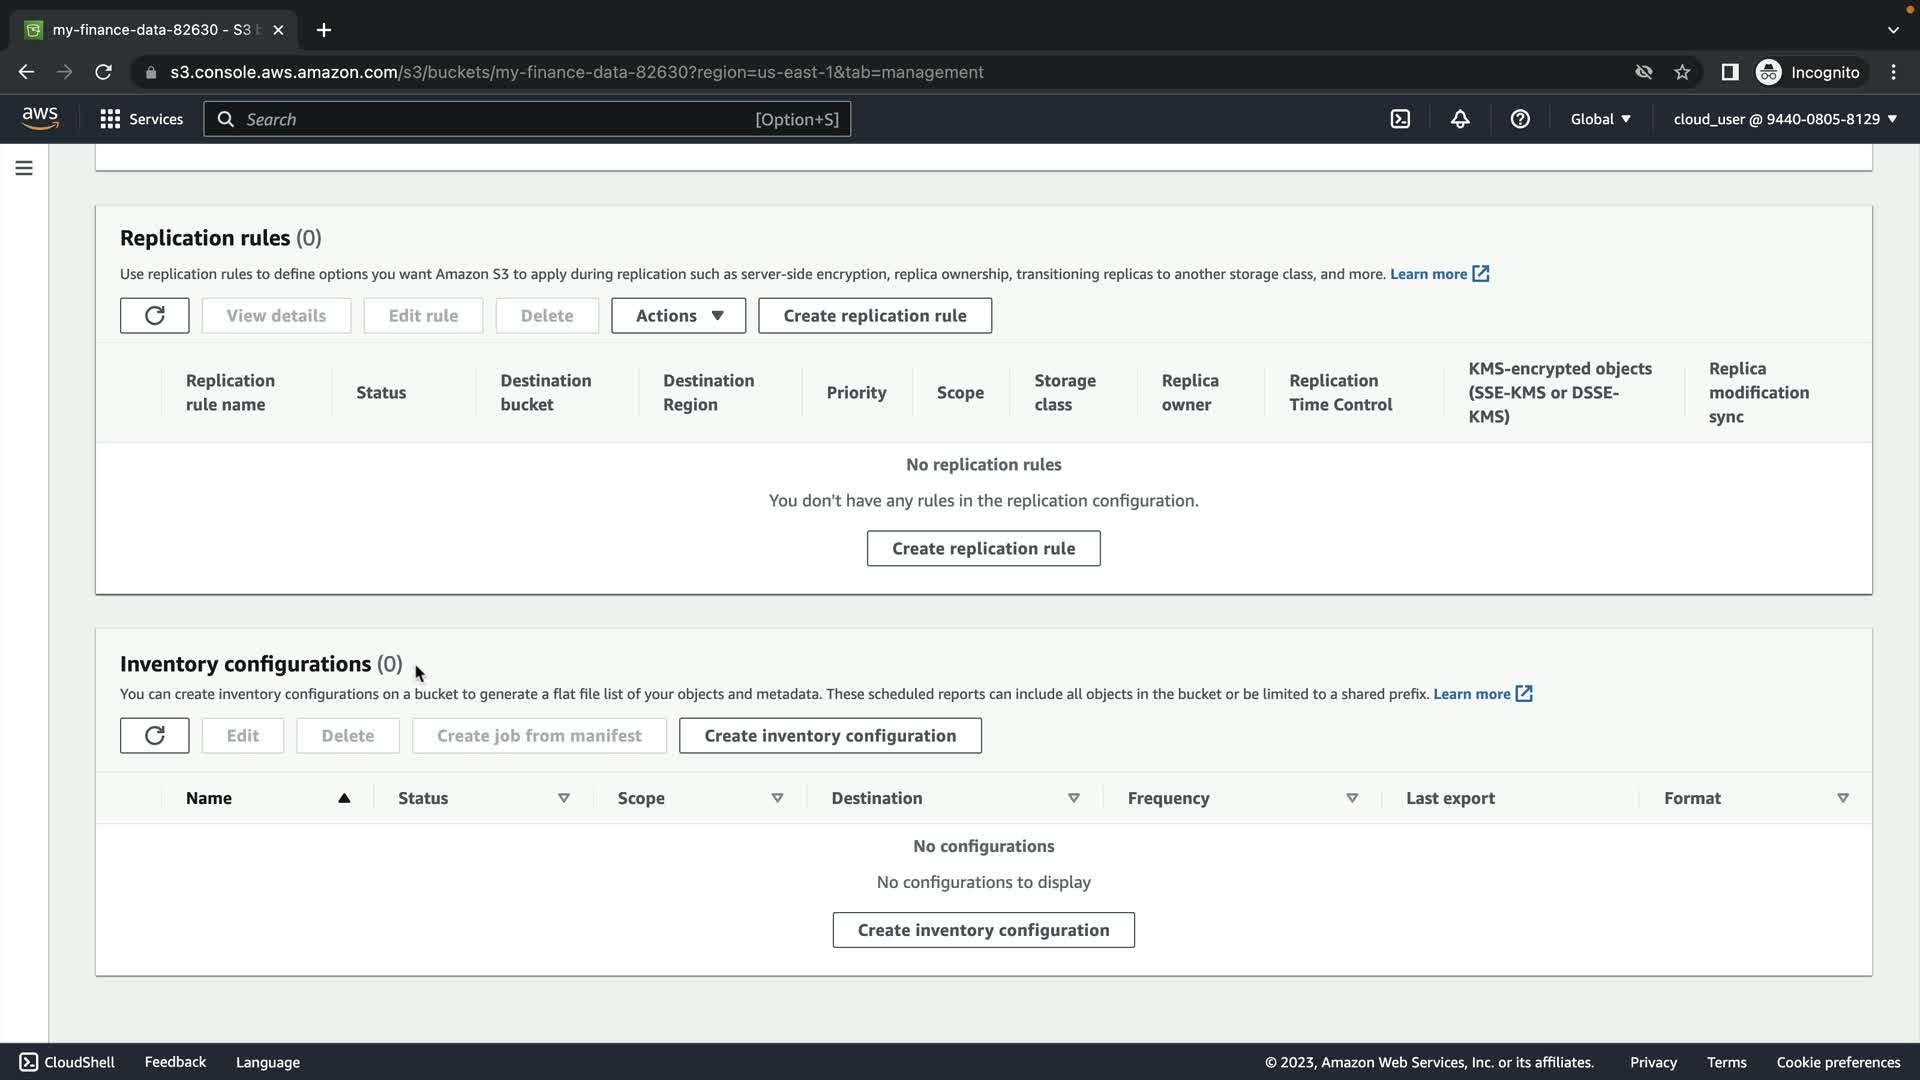 my-finance-data-82630 - S3 b
s3.console.aws.amazon.com/s3/buckets/my-finance-data-82630?region=us-east-1&tab=management
Incognito
aws
Services
Search
[Option+S]
Global
cloud_user @ 9440-0805-8129
Replication rules (0)
Use replication rules to define options you want Amazon S3 to apply during replication such as server-side encryption, replica ownership, transitioning replicas to another storage class, and more. Learn more
View details
Edit rule
Delete
Actions
Create replication rule
Replication
rule name
Status
Destination
bucket
Destination
Region
Priority
Scope
Storage
class
Replica
owner
Replication
Time Control
KMS-encrypted objects
(SSE-KMS or DSSE-
KMS)
Replica
modification
sync
No replication rules
You don't have any rules in the replication configuration.
Create replication rule
Inventory configurations (0)
You can create inventory configurations on a bucket to generate a flat file list of your objects and metadata. These scheduled reports can include all objects in the bucket or be limited to a shared prefix. Learn more
Edit
Delete
Create job from manifest
Create inventory configuration
Name
Status
Scope
Destination
Frequency
Last export
Format
No configurations
No configurations to display
Create inventory configuration
CloudShell
Feedback
Language
© 2023, Amazon Web Services, Inc. or its affiliates.
Privacy
Terms
Cookie preferences